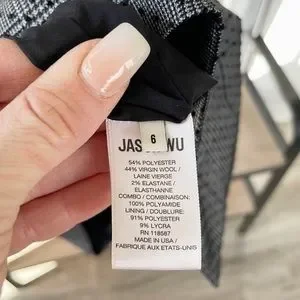 JAS WU
6
54% POLYESTER
44% VIRGIN WOOL /
LAINE VIERGE
2% ELASTANE /
ELASTHANNE
COMBO / COMBINAISON:
100% POLYAMIDE
LINING / DOUBLURE:
91% POLYESTER
9% LYCRA
RN 118587
MADE IN USA /
FABRIQUE AUX ETATS-UNIS